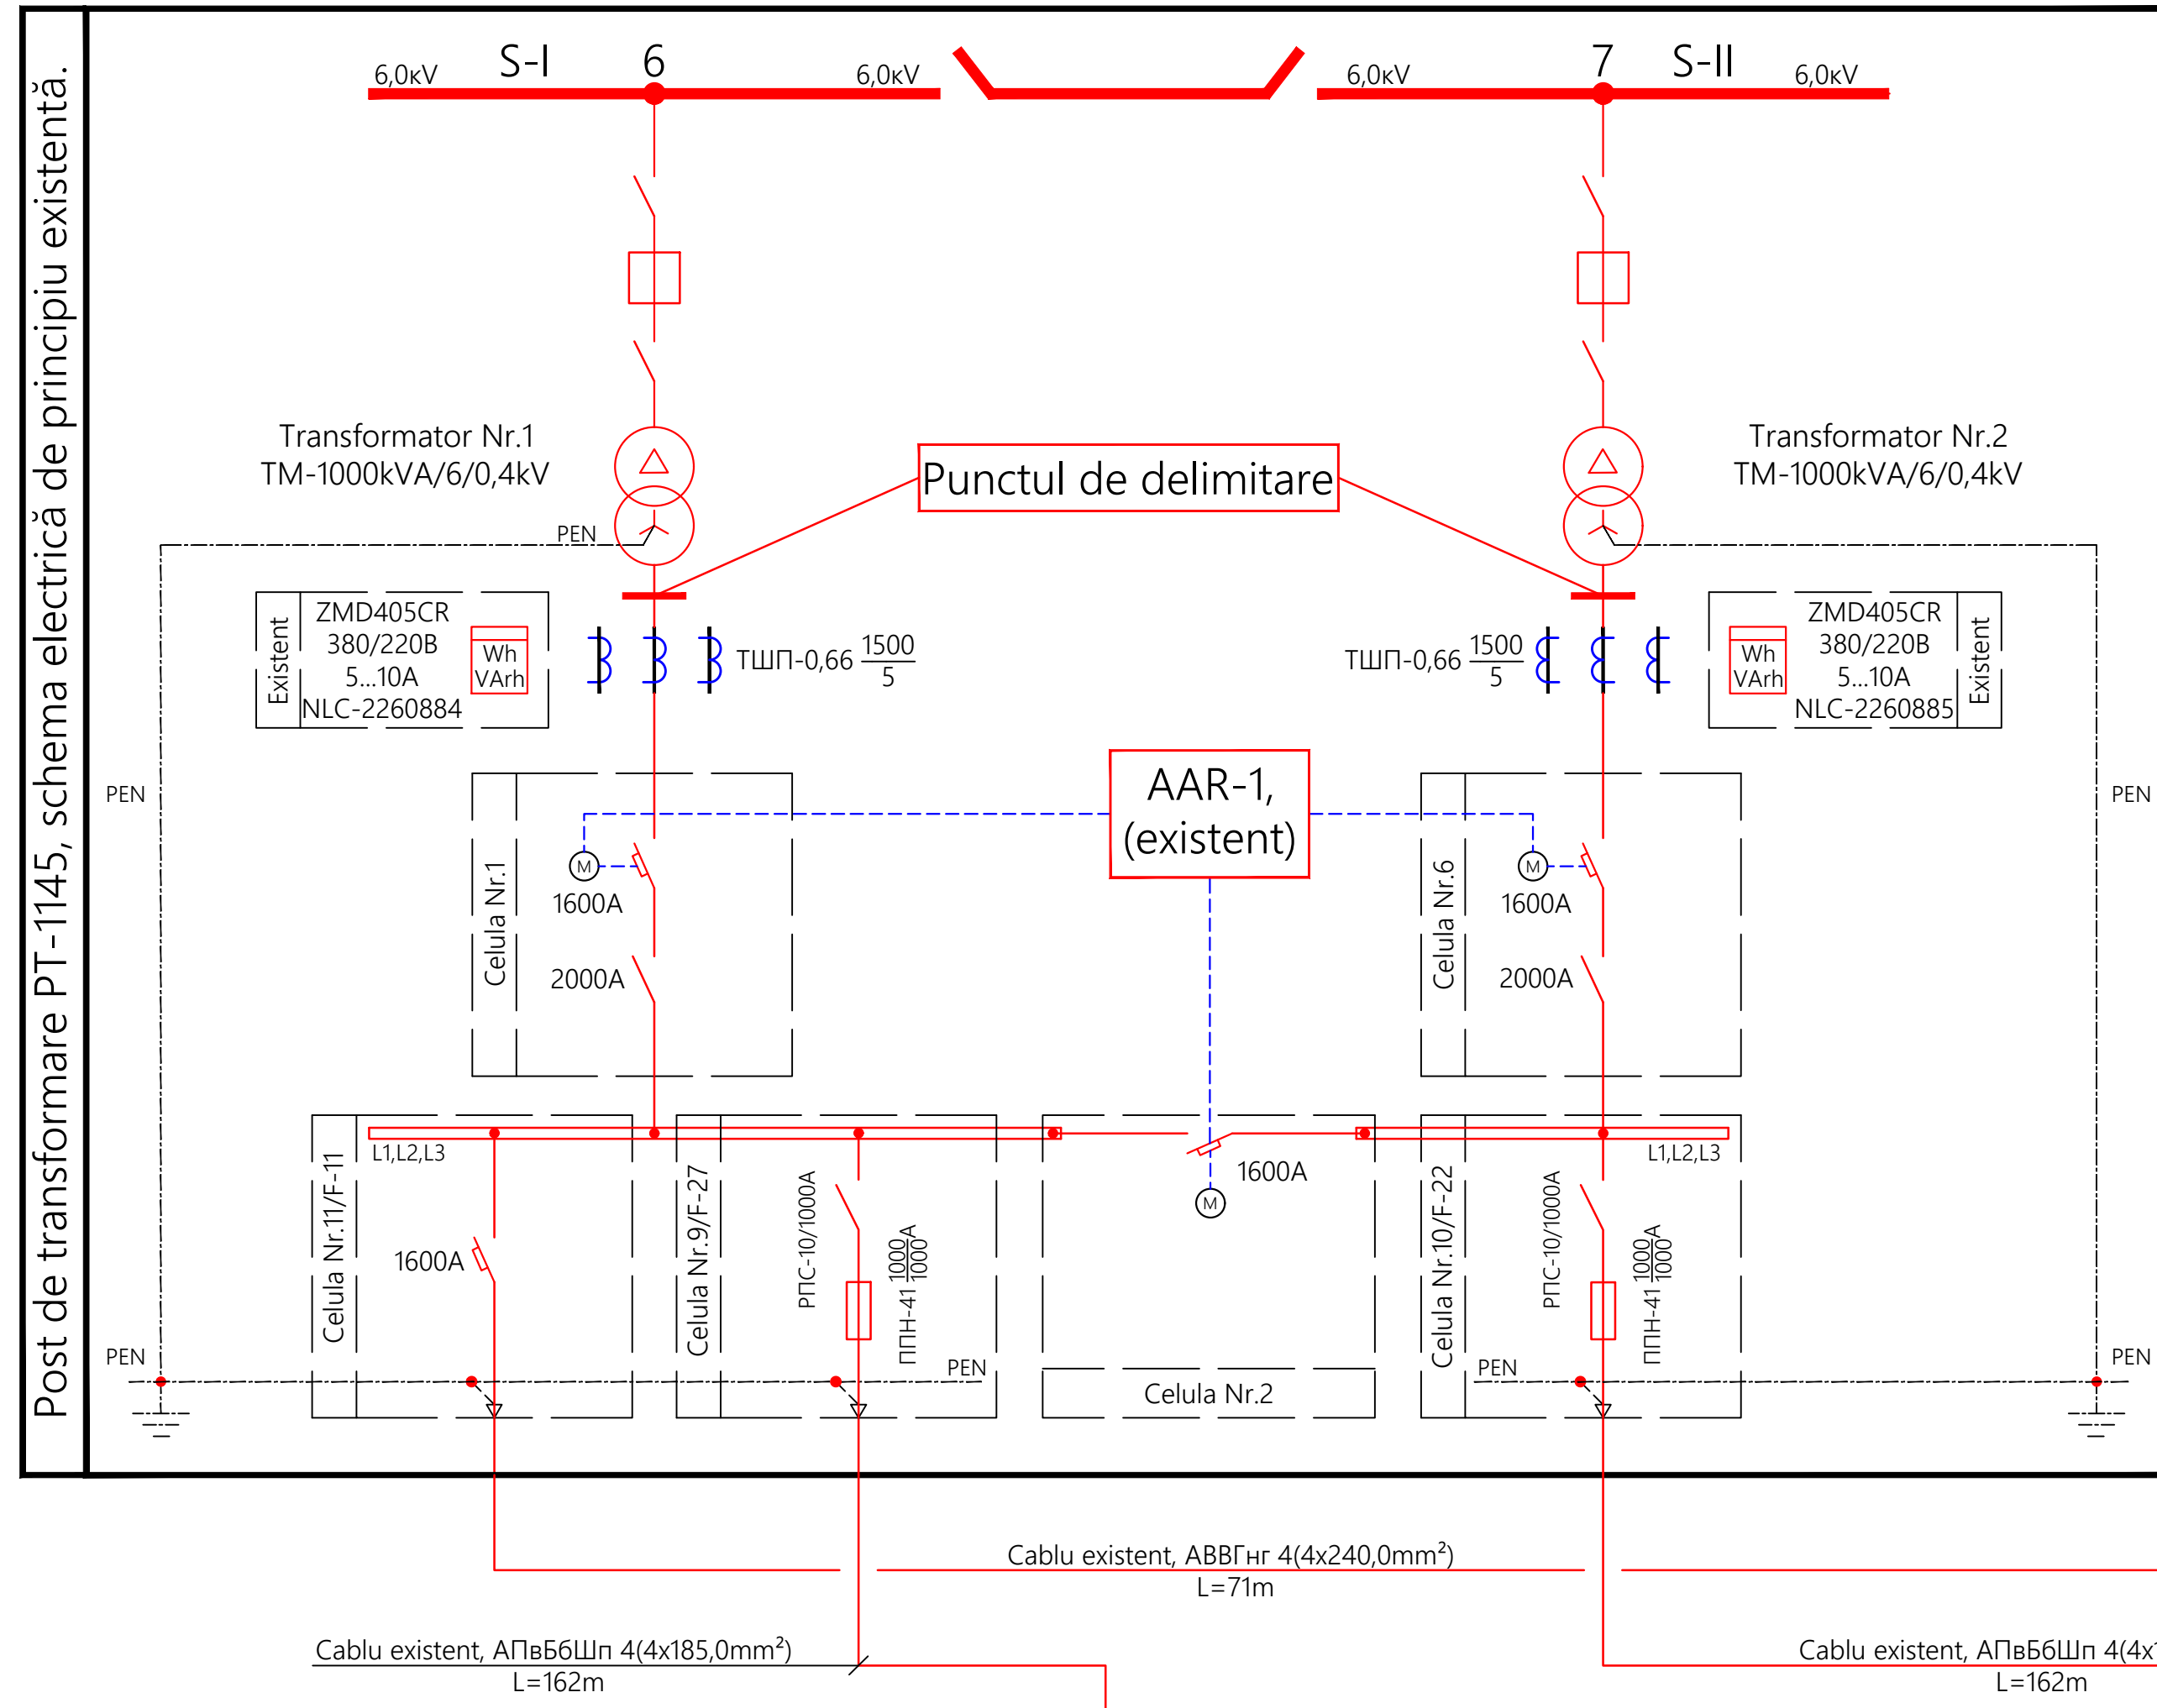 Post de transformare PT-1145, schema electrică de principiu existentă.
6,0кV
S-I
6
6,0кV
6,0кV
7
S-II
6,0кV
Transformator Nr.1
TM-1000kVA/6/0,4kV
Punctul de delimitare
Transformator Nr.2
TM-1000kVA/6/0,4kV
PEN
Existent
ZMD405CR
380/220В
5...10A
NLC-2260884
Wh
VArh
ТШП-0,66 1500
5
ТШП-0,66 1500
5
Wh
VArh
ZMD405CR
380/220В
5...10A
NLC-2260885
Existent
PEN
PEN
AAR-1,
(existent)
Celula Nr.1
M
1600A
2000A
Celula Nr.6
M
1600A
2000A
L1,L2,L3
L1,L2,L3
Celula Nr.11/F-11
1600A
Celula Nr.9/F-27
РПС-10/1000А
ППН-41 1000 А
1000
1600A
M
Celula Nr.2
Celula Nr.10/F-22
РПС-10/1000А
ППН-41 1000 А
1000
PEN
PEN
PEN
PEN
Cablu existent, АВВГнг 4(4x240,0mm²)
L=71m
Cablu existent, АПвБбШп 4(4x185,0mm²)
L=162m
Cablu existent, АПвБбШп 4(4x1
L=162m